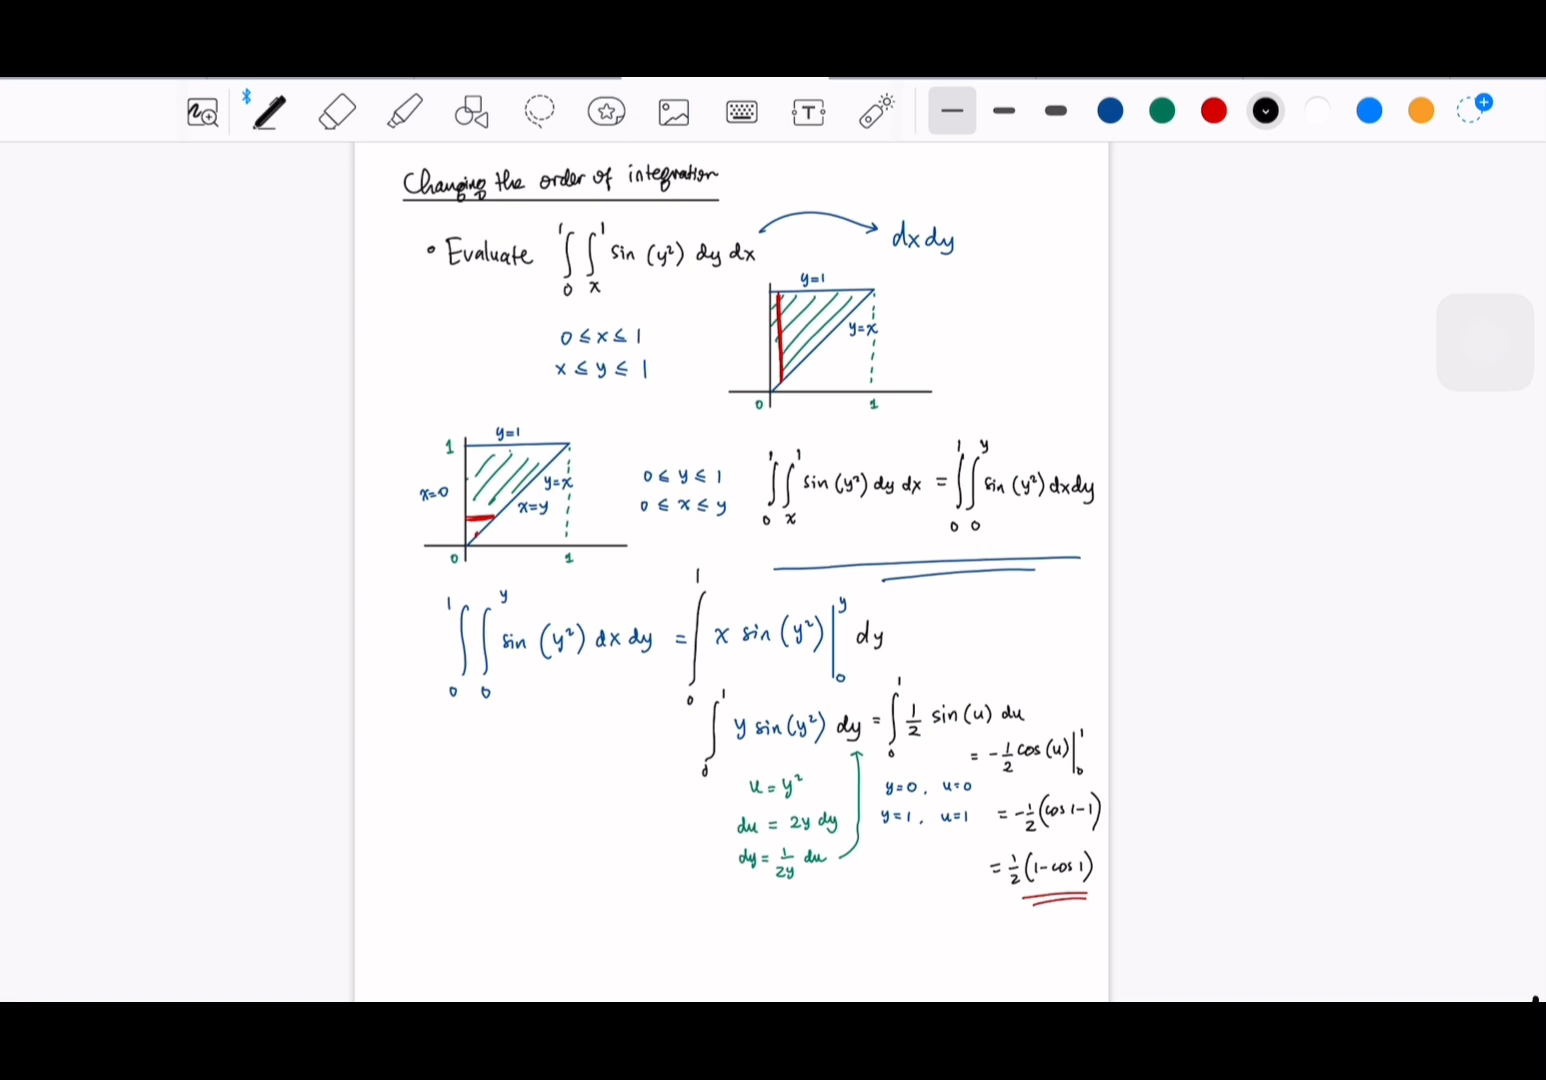 Changing the order of integration
• Evaluate ∫₀¹ ∫ₓ¹ sin (y²) dy dx
dx dy
0 ≤ x ≤ 1
x ≤ y ≤ 1
y=1
y=x
0 1
y=1
1
x=0
y=x
x=y
0 1
0 ≤ y ≤ 1
0 ≤ x ≤ y
∫₀¹ ∫ₓ¹ sin (y²) dy dx = ∫₀¹ ∫₀ʸ sin (y²) dx dy
∫₀¹ ∫₀ʸ sin (y²) dx dy = ∫₀¹ x sin (y²) |₀ʸ dy
∫₀¹ y sin (y²) dy = ∫₀¹ 1/2 sin (u) du
= -1/2 cos (u) |₀¹
u = y²
du = 2y dy
dy = 1/2y du
y=0, u=0
y=1, u=1
= -1/2 (cos 1 - 1)
= 1/2 (1 - cos 1)
T